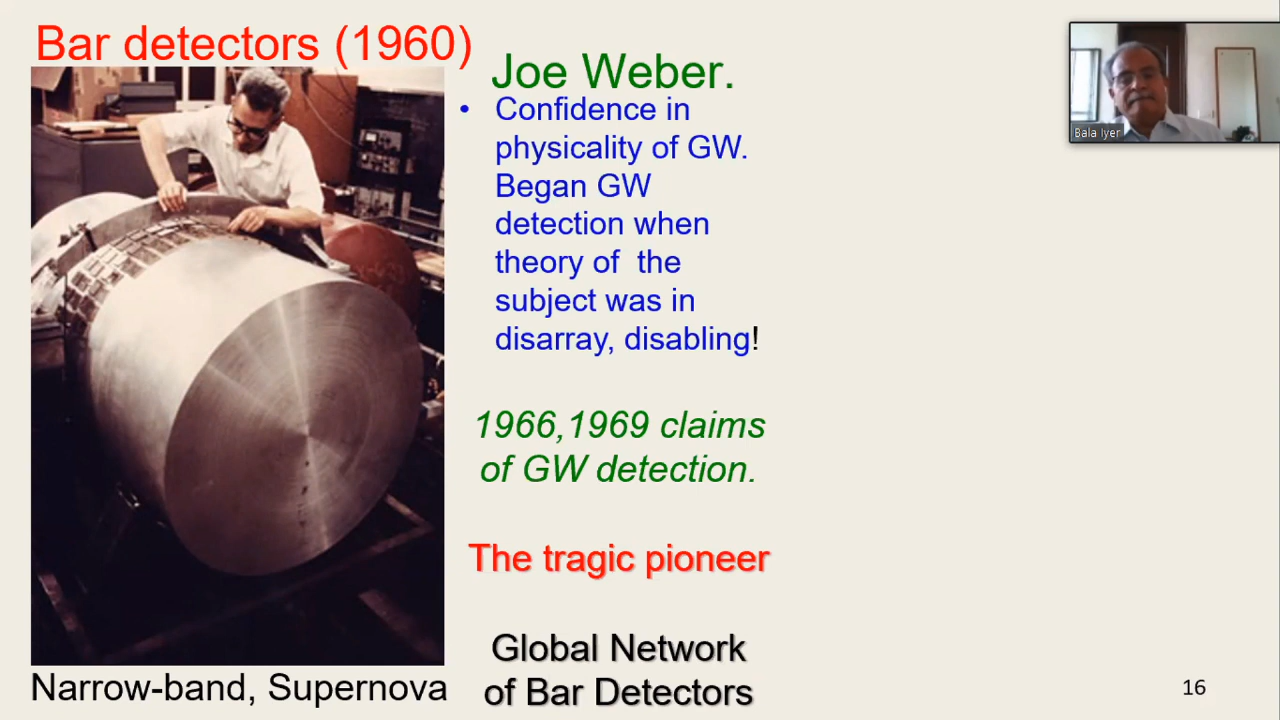 Bar detectors (1960)
Joe Weber.
• Confidence in
physicality of GW.
Began GW
detection when
theory of the
subject was in
disarray, disabling!
1966,1969 claims
of GW detection.
The tragic pioneer
Global Network
of Bar Detectors
Narrow-band, Supernova
16
Bala Iyer